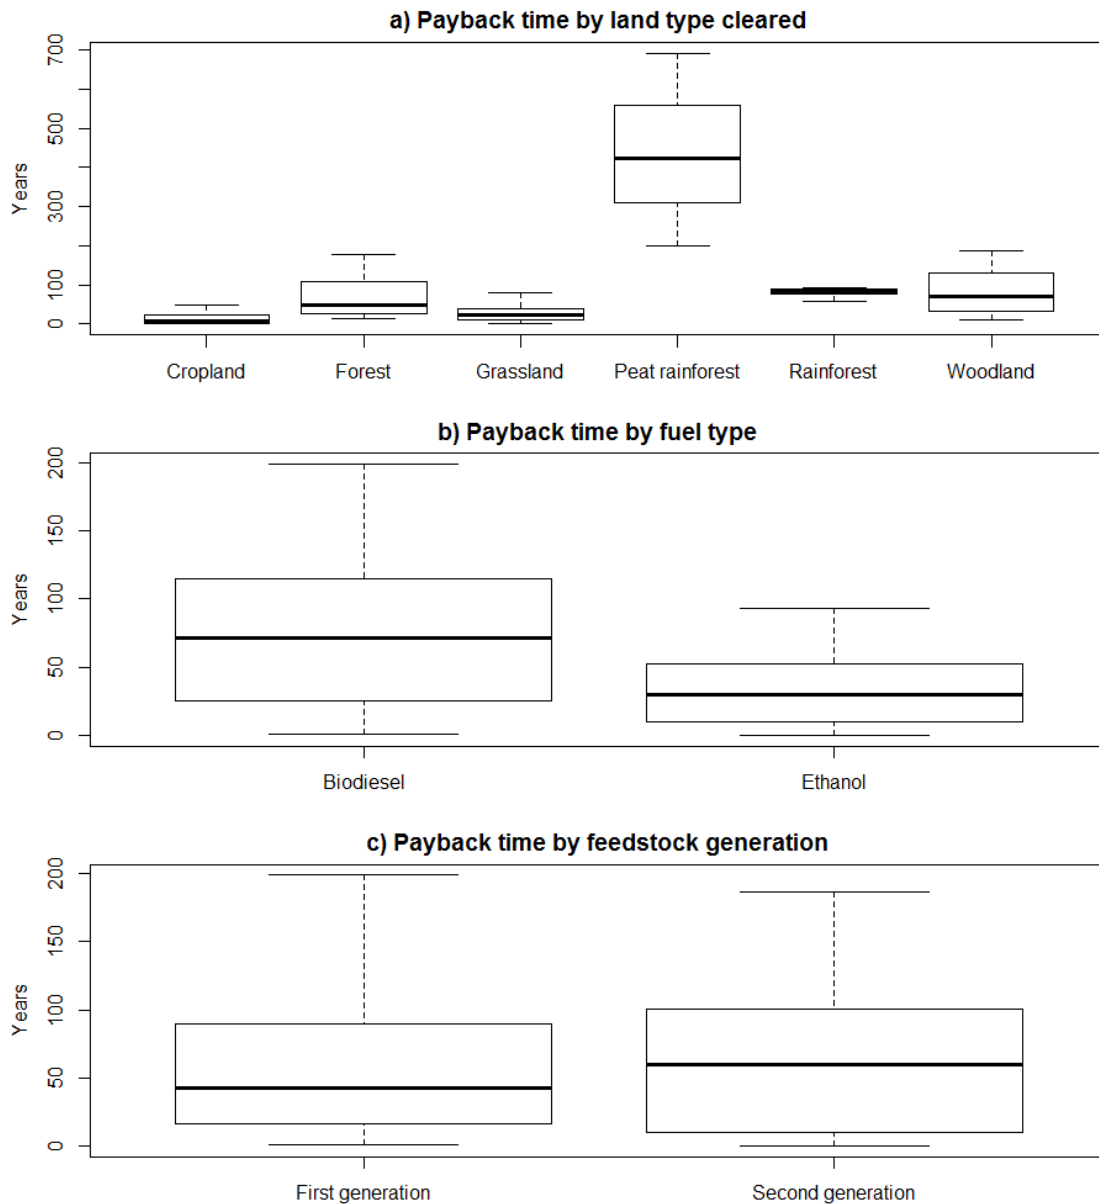 a) Payback time by land type cleared
700
500
300
100
0
Years
Cropland Forest Grassland Peat rainforest Rainforest Woodland
b) Payback time by fuel type
200
150
100
50
0
Years
Biodiesel Ethanol
c) Payback time by feedstock generation
200
150
100
50
0
Years
First generation Second generation